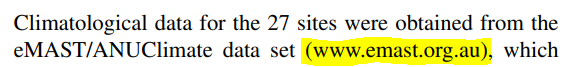 Climatological data for the 27 sites were obtained from the
eMAST/ANUClimate data set (www.emast.org.au), which